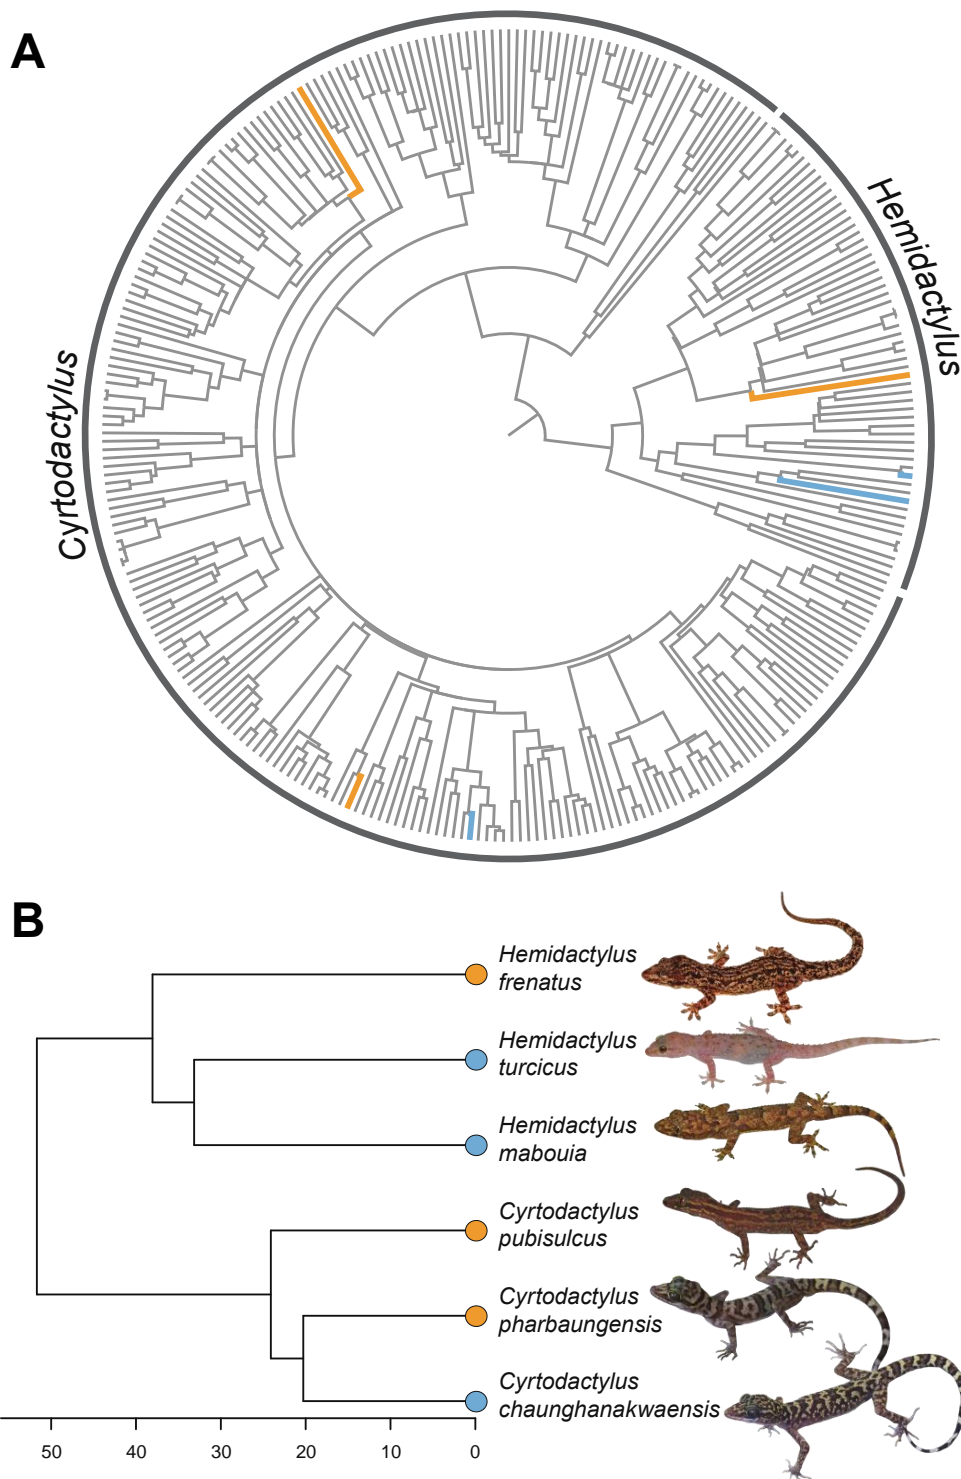 A
Hemidactylus
Cyrtodactylus
B
Hemidactylus
frenatus
Hemidactylus
turcicus
Hemidactylus
mabouia
Cyrtodactylus
pubisulcus
Cyrtodactylus
pharbaungensis
Cyrtodactylus
chaunghanakwaensis
50 40 30 20 10 0